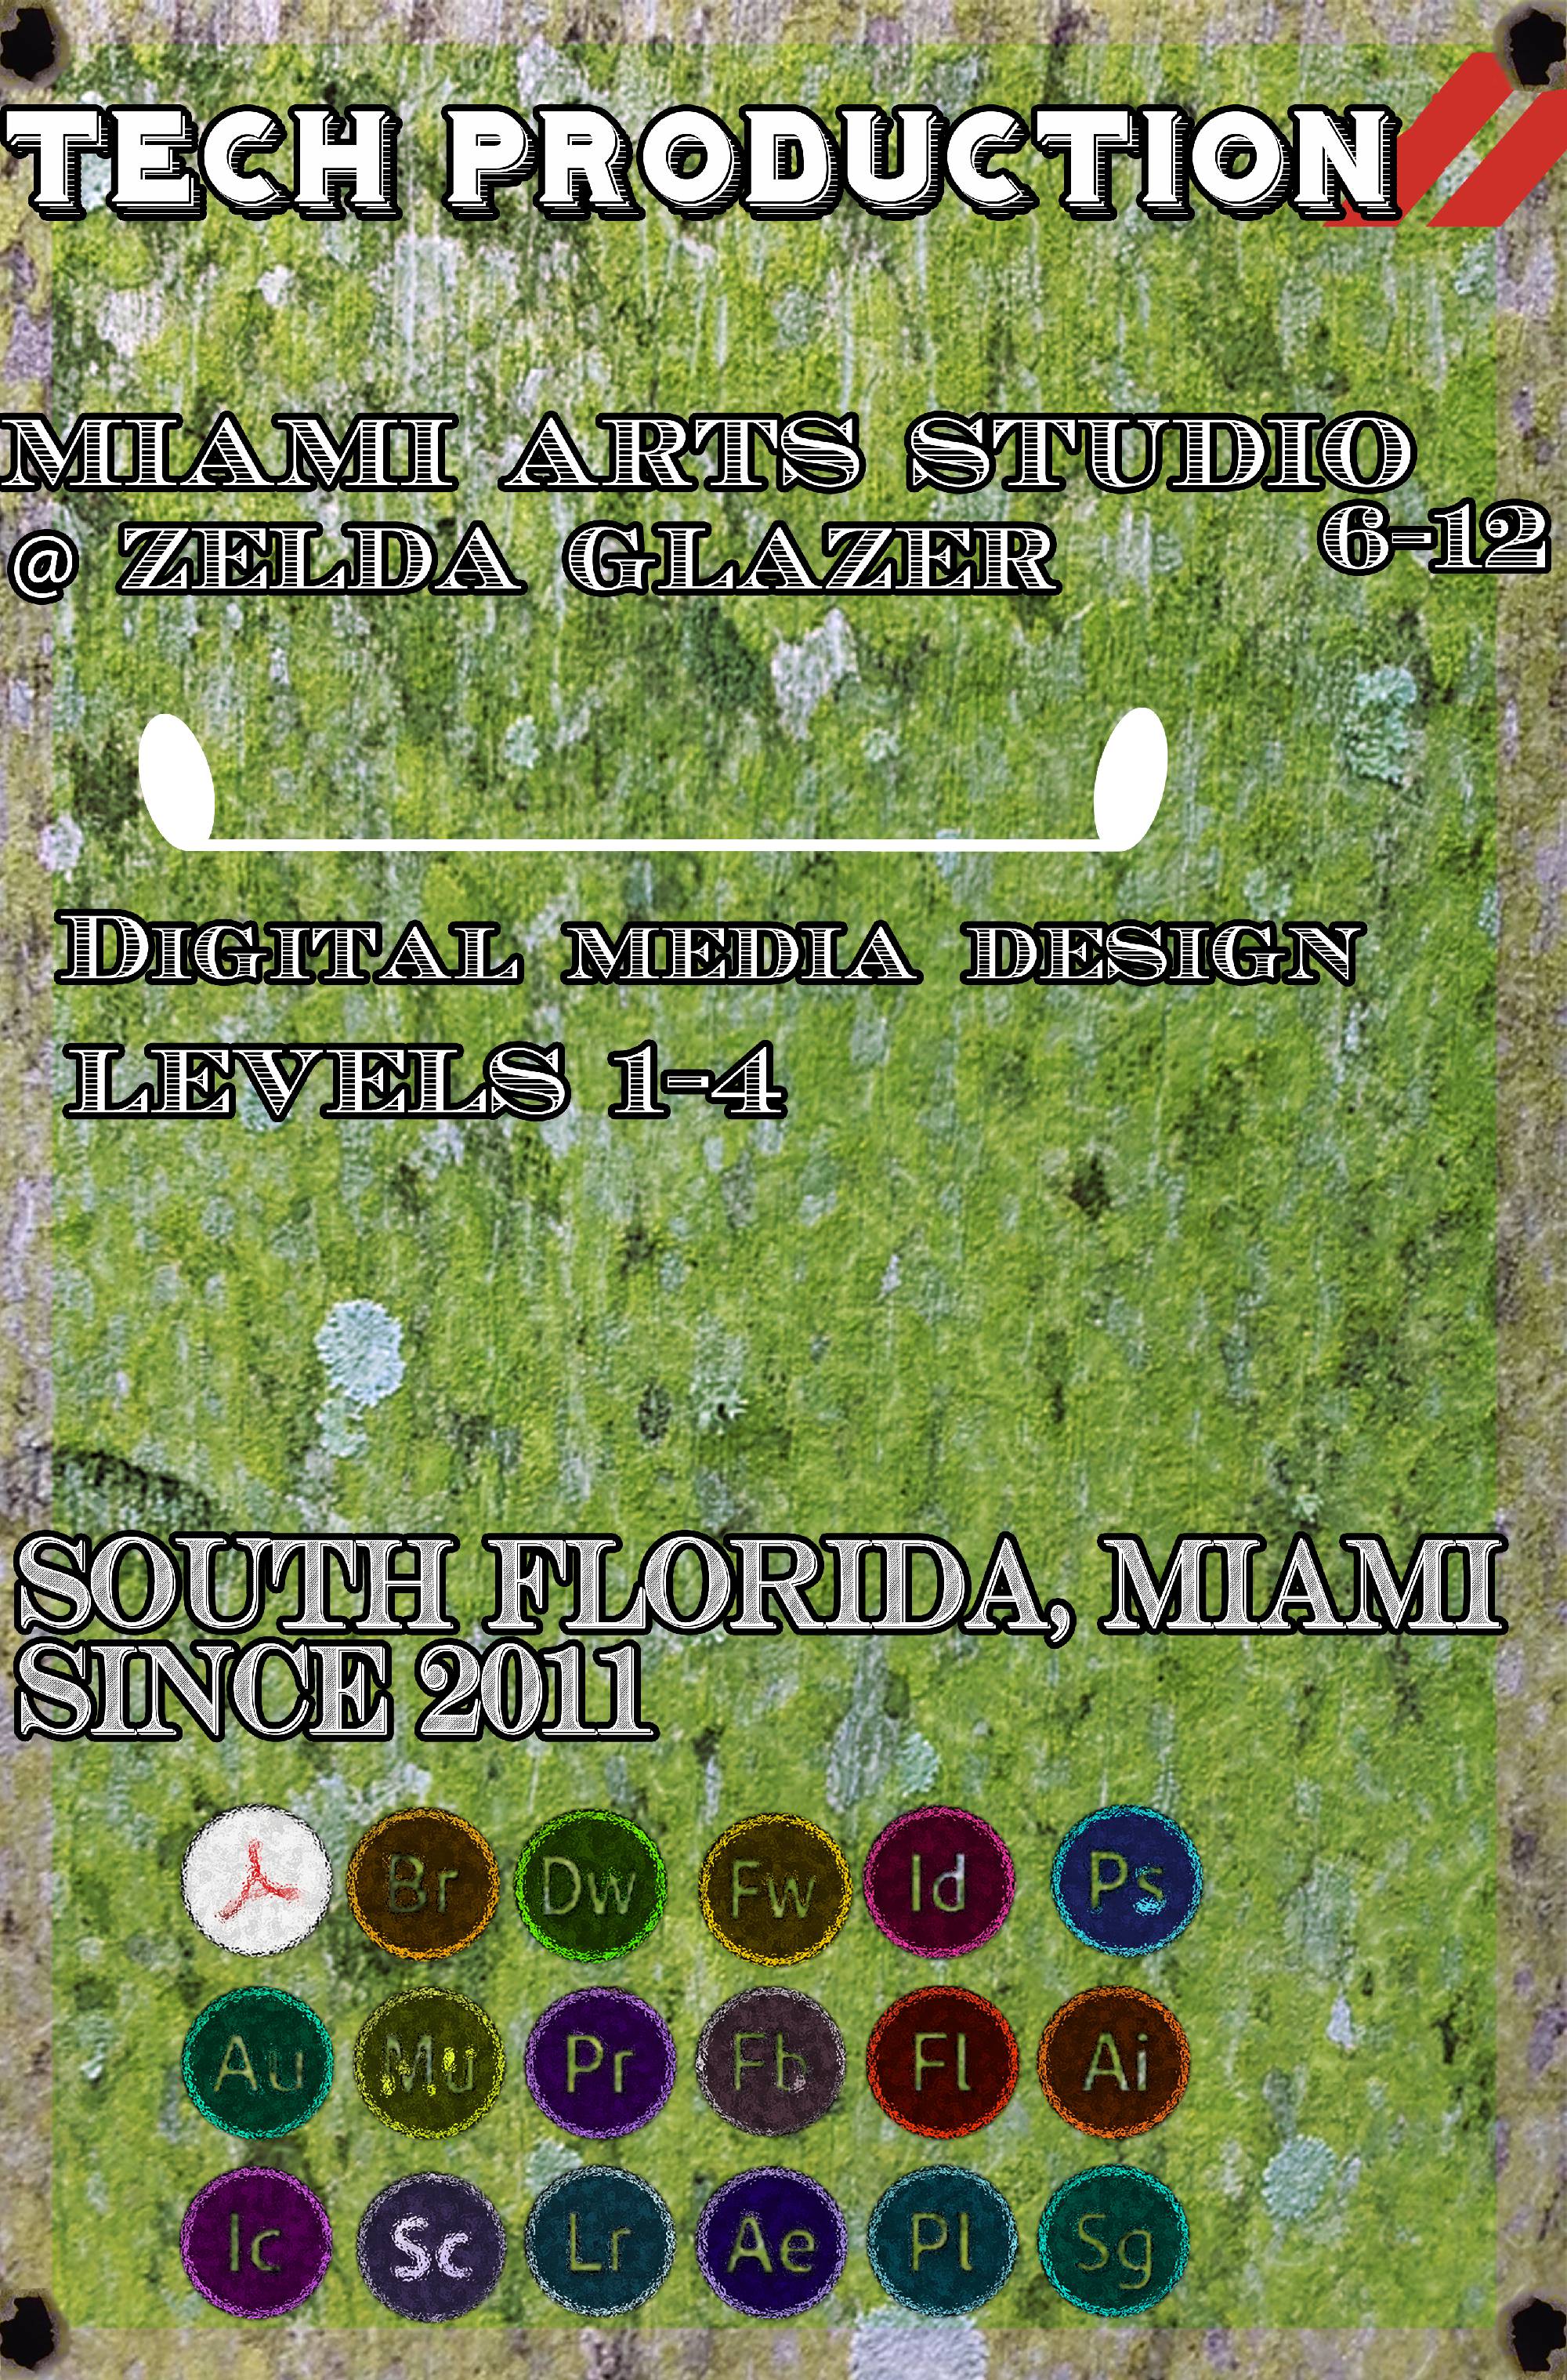 TECH PRODUCTION
MIAMI ARTS STUDIO
6-12
@ ZELDA GLAZER
DIGITAL MEDIA DESIGN
LEVELS 1-4
SOUTH FLORIDA, MIAMI
SINCE 2011
Br Dw Fw Id Ps
Au Mu Pr Fb Fl Ai
Ic Sc Lr Ae Pl Sg